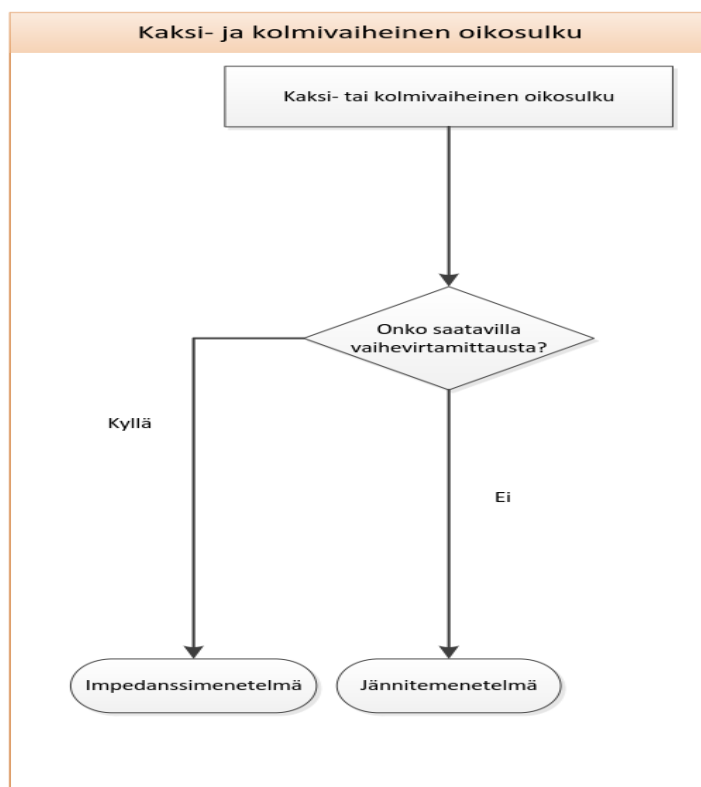 Kaksi- ja kolmivaiheinen oikosulku
Kaksi- tai kolmivaiheinen oikosulku
Onko saatavilla
vaihevirtamittausta?
Kyllä
Ei
Impedanssimenetelmä
Jännitemenetelmä